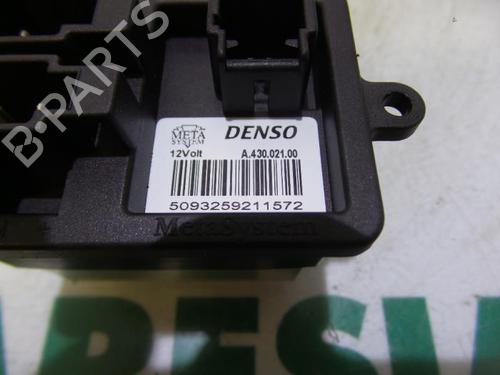 B-PARTS
META SYSTEM
DENSO
12Volt
A.430.021.00
5093259211572
MetaSystem